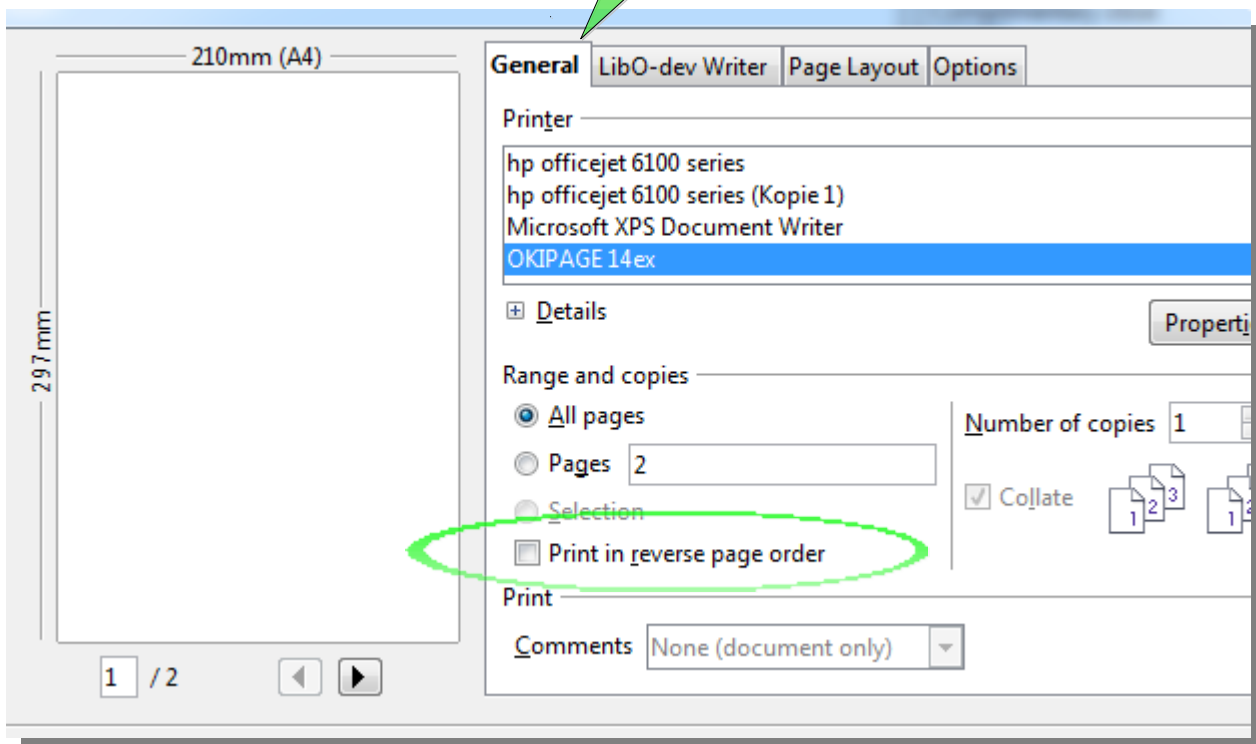 210mm (A4)
297mm
1 / 2
General LibO-dev Writer Page Layout Options
Printer
hp officejet 6100 series
hp officejet 6100 series (Kopie 1)
Microsoft XPS Document Writer
OKIPAGE 14ex
Details
Properti
Range and copies
All pages
Number of copies 1
Pages 2
Collate 1 2 3 1 2
Selection
Print in reverse page order
Print
Comments None (document only)